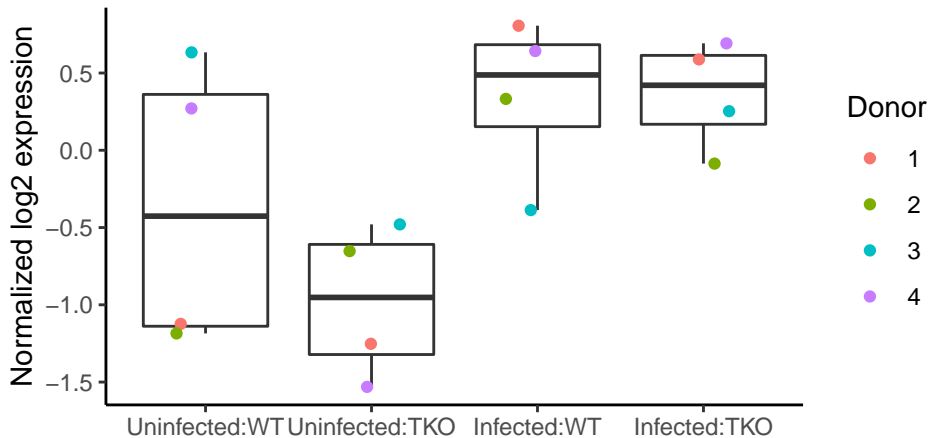 Normalized log2 expression
0.5
0.0
−0.5
−1.0
−1.5
Uninfected:WT
Uninfected:TKO
Infected:WT
Infected:TKO
Donor
1
2
3
4